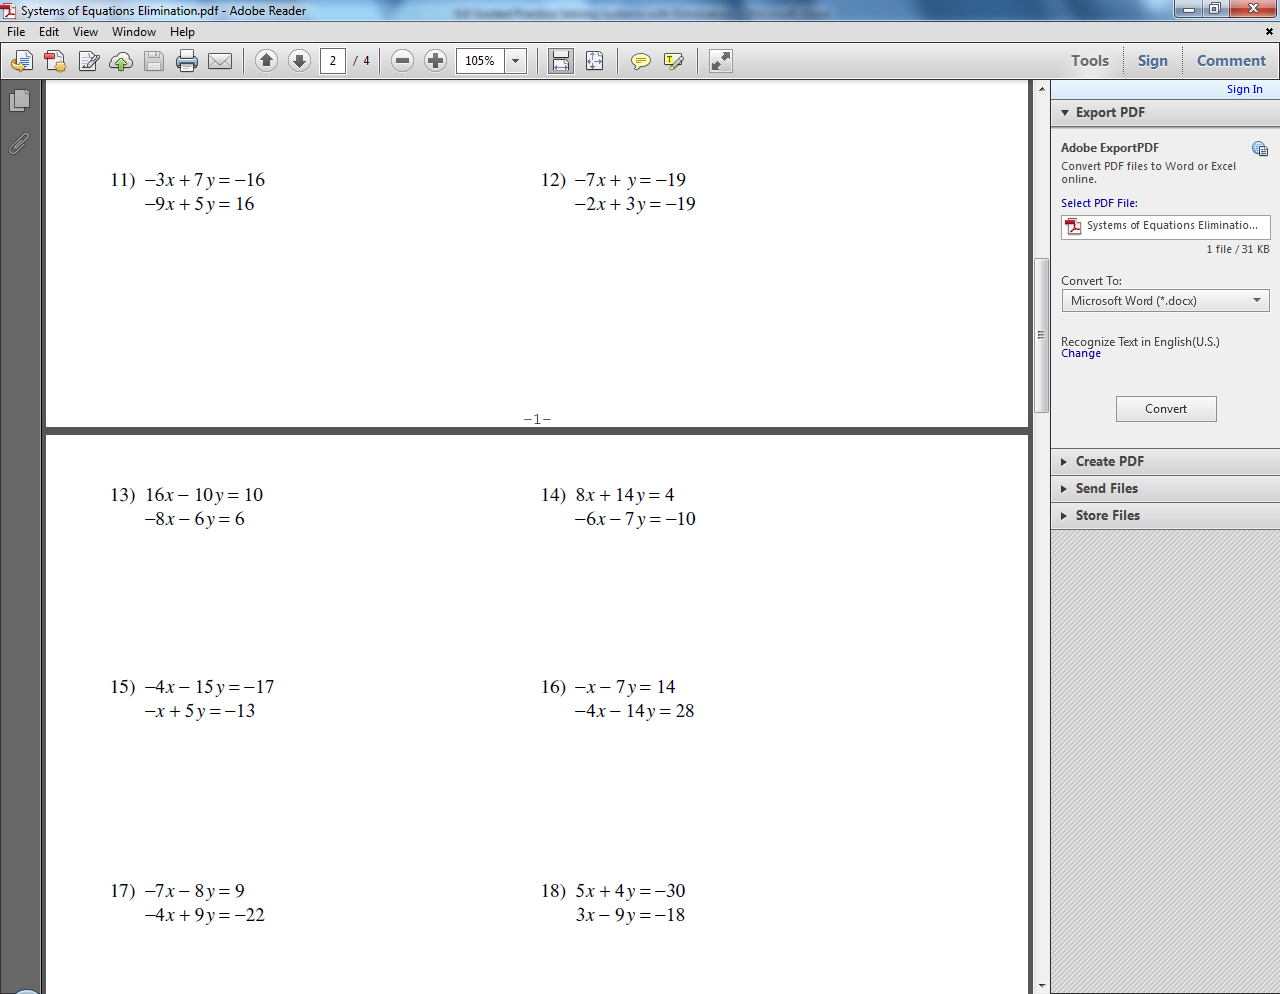 Systems of Equations Elimination.pdf - Adobe Reader
File Edit View Window Help
2 / 4 105% Tools Sign Comment
Sign In
Export PDF
Adobe ExportPDF
Convert PDF files to Word or Excel
online.
Select PDF File:
Systems of Equations Eliminatio...
1 file / 31 KB
Convert To:
Microsoft Word (*.docx)
Recognize Text in English(U.S.)
Change
Convert
Create PDF
Send Files
Store Files
11) −3x + 7y = −16
−9x + 5y = 16
12) −7x + y = −19
−2x + 3y = −19
-1-
13) 16x − 10y = 10
−8x − 6y = 6
14) 8x + 14y = 4
−6x − 7y = −10
15) −4x − 15y = −17
−x + 5y = −13
16) −x − 7y = 14
−4x − 14y = 28
17) −7x − 8y = 9
−4x + 9y = −22
18) 5x + 4y = −30
3x − 9y = −18